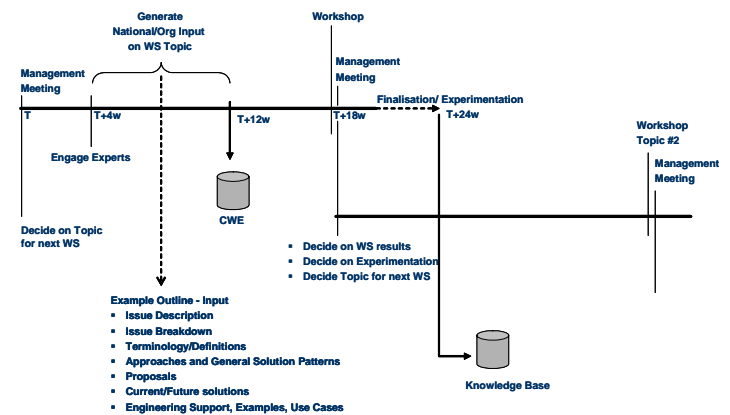 Generate
National/Org Input
on WS Topic
Workshop
Management
Meeting
Management
Meeting
Finalisation/ Experimentation
T
T+4w
T+12w
T+18w
T+24w
Engage Experts
Workshop
Topic #2
Management
Meeting
CWE
Decide on Topic
for next WS
▪ Decide on WS results
▪ Decide on Experimentation
▪ Decide Topic for next WS
Example Outline - Input
▪ Issue Description
▪ Issue Breakdown
▪ Terminology/Definitions
▪ Approaches and General Solution Patterns
▪ Proposals
▪ Current/Future solutions
▪ Engineering Support, Examples, Use Cases
Knowledge Base